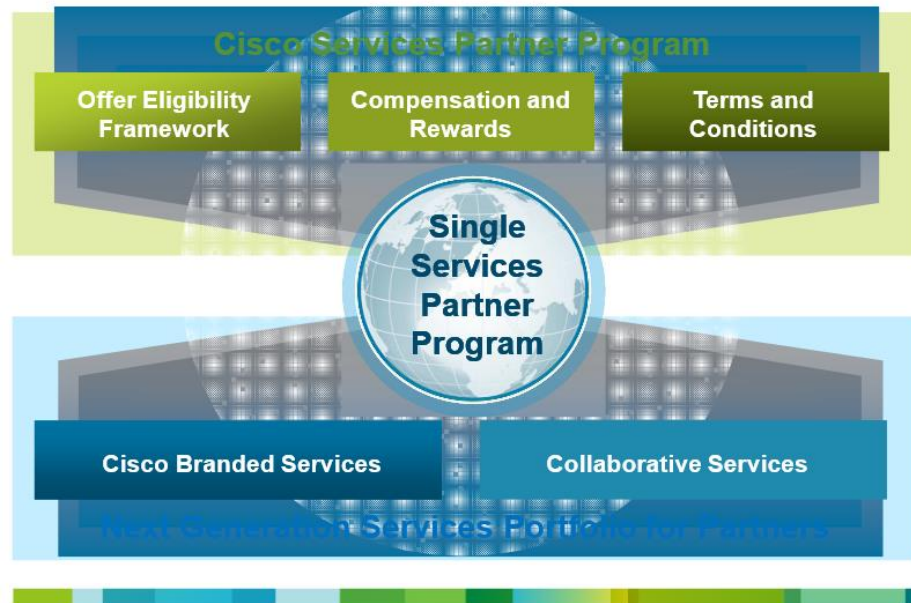 Cisco Services Partner Program
Offer Eligibility
Framework
Compensation and
Rewards
Terms and
Conditions
Single
Services
Partner
Program
Cisco Branded Services
Collaborative Services
Next Generation Services Portfolio for Partners